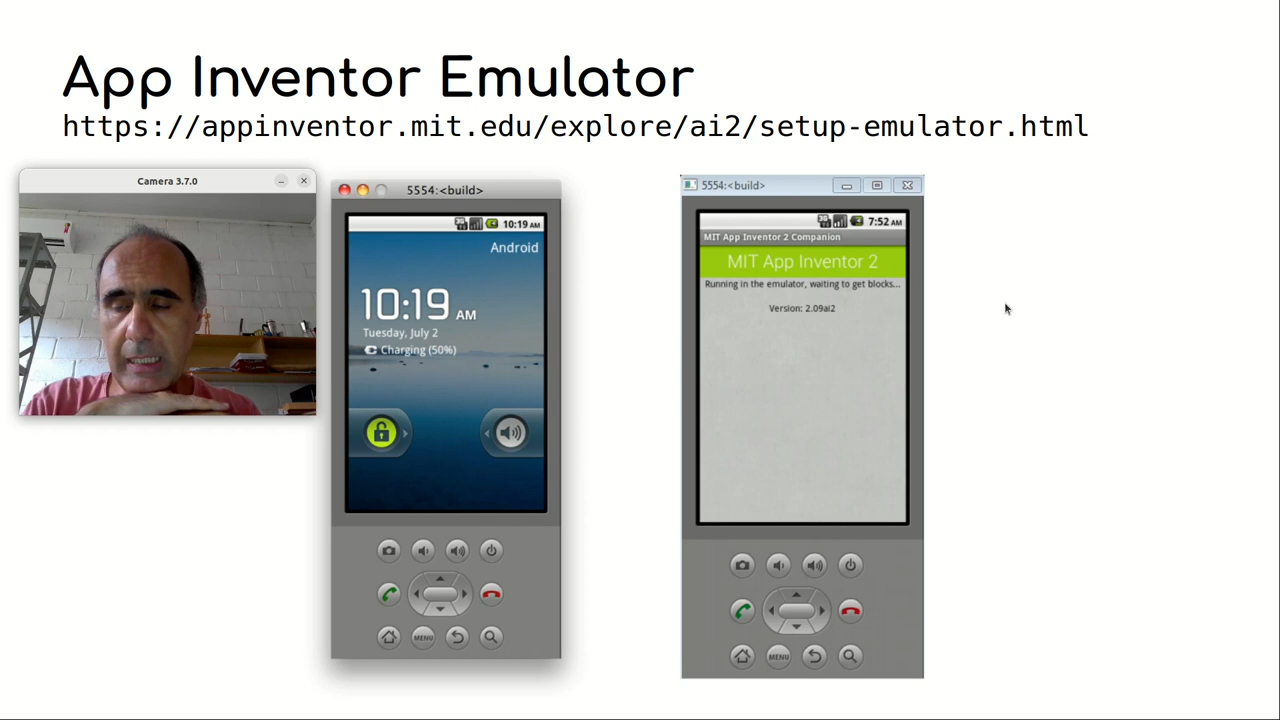 App Inventor Emulator
https://appinventor.mit.edu/explore/ai2/setup-emulator.html
Camera 3.7.0
5554:<build>
10:19 AM
Android
10:19 AM
Tuesday, July 2
Charging (50%)
MENU
5554:<build>
7:52 AM
MIT App Inventor 2 Companion
MIT App Inventor 2
Running in the emulator, waiting to get blocks...
Version: 2.09ai2
MENU